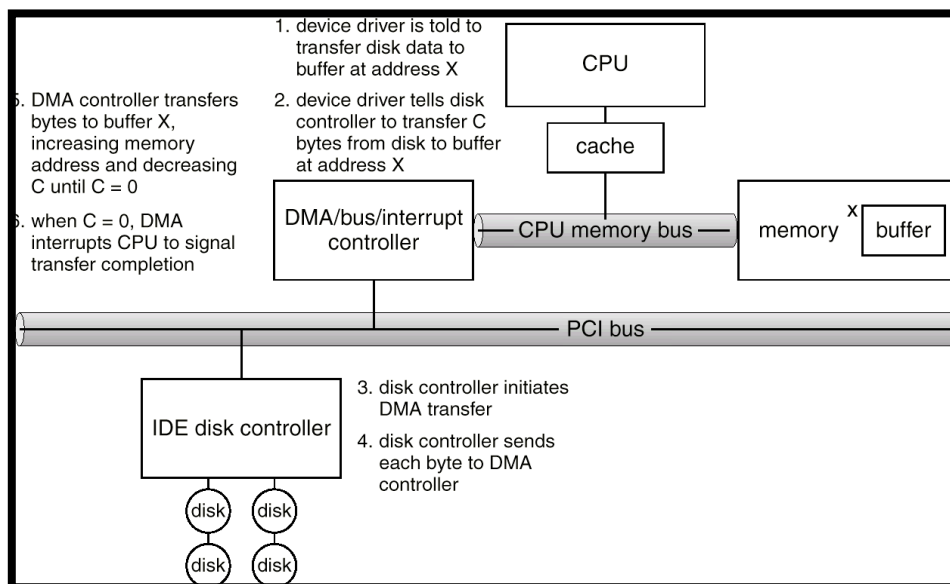 1. device driver is told to
transfer disk data to
buffer at address X
2. device driver tells disk
controller to transfer C
bytes from disk to buffer
at address X
CPU
cache
5. DMA controller transfers
bytes to buffer X,
increasing memory
address and decreasing
C until C = 0
6. when C = 0, DMA
interrupts CPU to signal
transfer completion
DMA/bus/interrupt
controller
CPU memory bus
memory
x
buffer
PCI bus
IDE disk controller
3. disk controller initiates
DMA transfer
4. disk controller sends
each byte to DMA
controller
disk
disk
disk
disk